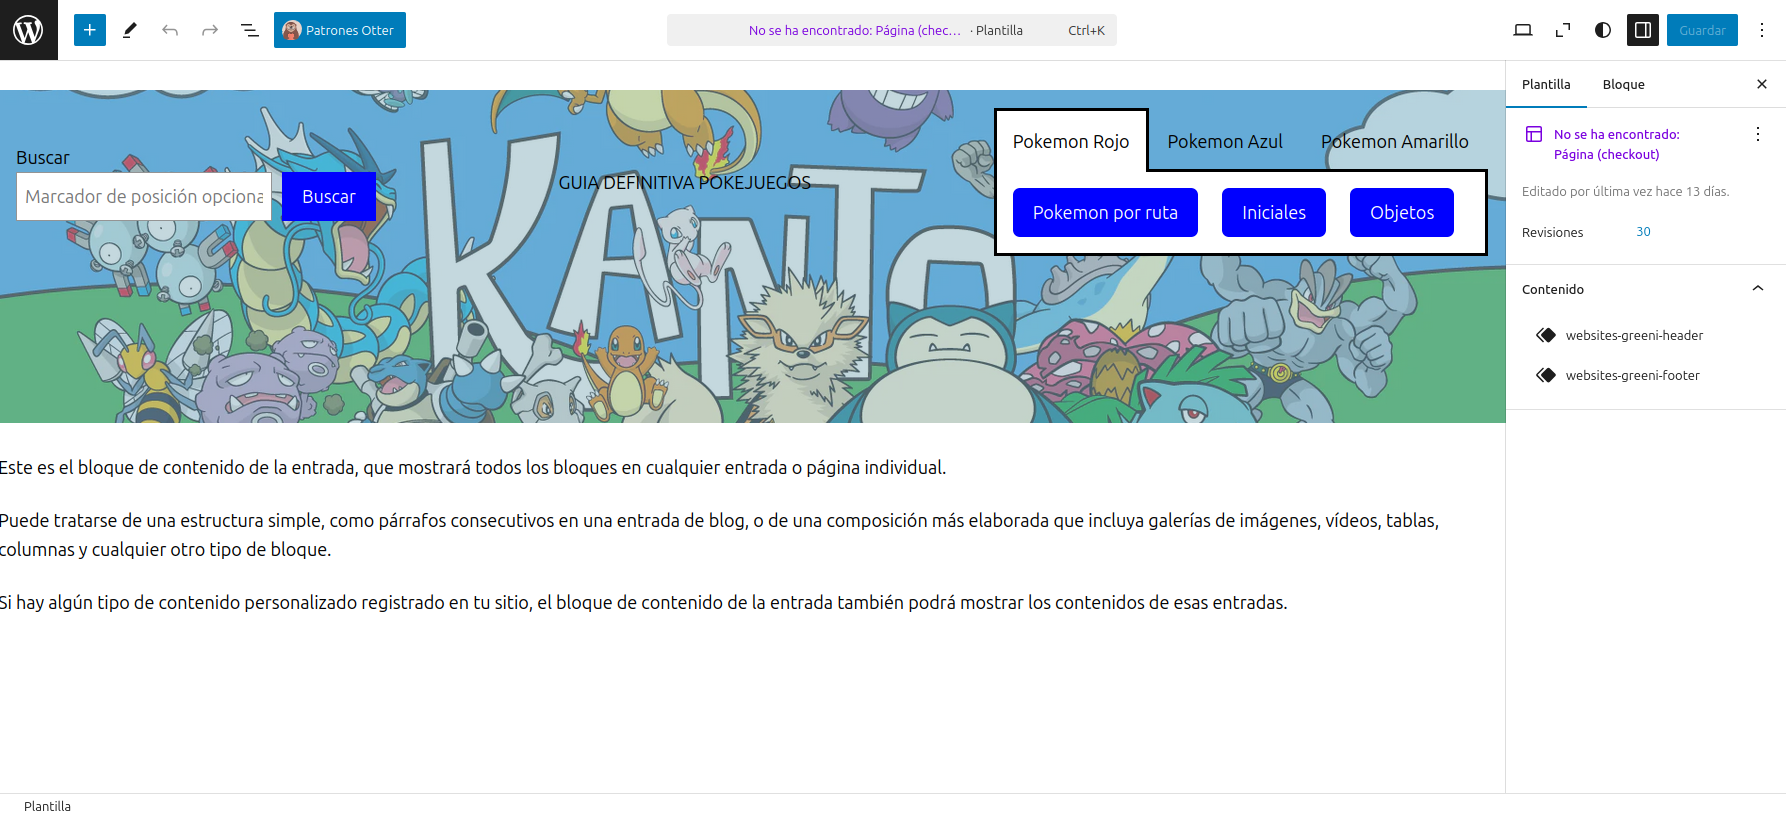 Patrones Otter
No se ha encontrado: Página (chec… · Plantilla Ctrl+K
Guardar
Plantilla Bloque
No se ha encontrado:
Página (checkout)
Editado por última vez hace 13 días.
Revisiones 30
Contenido
websites-greeni-header
websites-greeni-footer
KANTO
Buscar
Marcador de posición opciona
Buscar
GUIA DEFINITIVA POKEJUEGOS
Pokemon Rojo Pokemon Azul Pokemon Amarillo
Pokemon por ruta Iniciales Objetos
Este es el bloque de contenido de la entrada, que mostrará todos los bloques en cualquier entrada o página individual.
Puede tratarse de una estructura simple, como párrafos consecutivos en una entrada de blog, o de una composición más elaborada que incluya galerías de imágenes, vídeos, tablas,
columnas y cualquier otro tipo de bloque.
Si hay algún tipo de contenido personalizado registrado en tu sitio, el bloque de contenido de la entrada también podrá mostrar los contenidos de esas entradas.
Plantilla